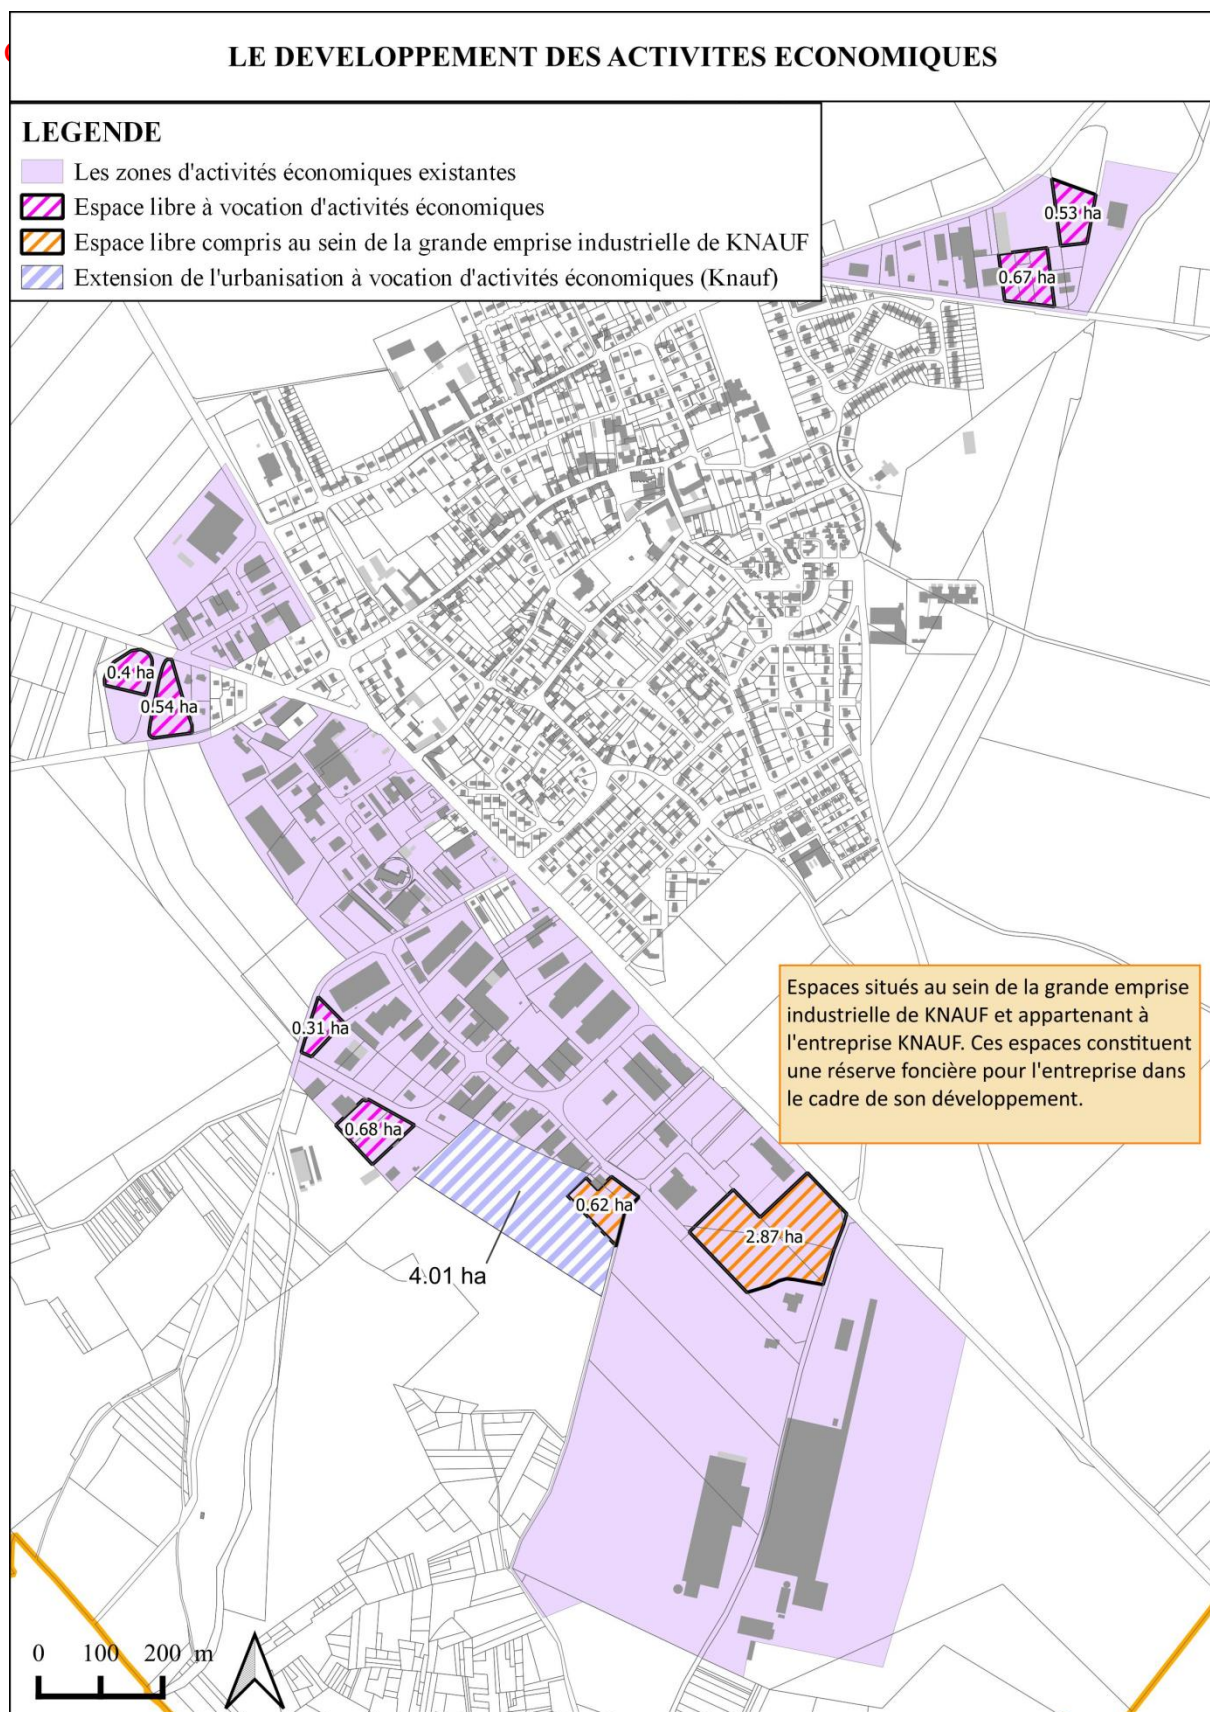 LE DEVELOPPEMENT DES ACTIVITES ECONOMIQUES
LEGENDE
Les zones d'activités économiques existantes
Espace libre à vocation d'activités économiques
Espace libre compris au sein de la grande emprise industrielle de KNAUF
Extension de l'urbanisation à vocation d'activités économiques (Knauf)
0.53 ha
0.67 ha
0.4 ha
0.54 ha
Espaces situés au sein de la grande emprise
industrielle de KNAUF et appartenant à
l'entreprise KNAUF. Ces espaces constituent
une réserve foncière pour l'entreprise dans
le cadre de son développement.
0.31 ha
0.68 ha
0.62 ha
2.87 ha
4.01 ha
0 100 200 m